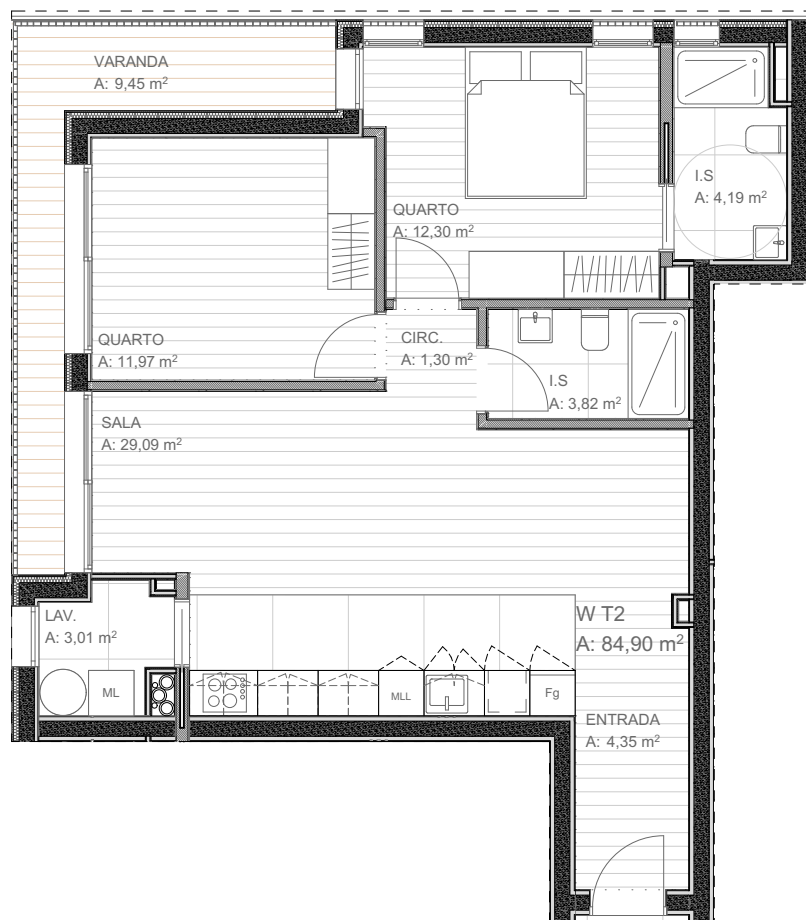 VARANDA
A: 9,45 m²
QUARTO
A: 12,30 m²
I.S
A: 4,19 m²
QUARTO
A: 11,97 m²
CIRC.
A: 1,30 m²
I.S
A: 3,82 m²
SALA
A: 29,09 m²
LAV.
A: 3,01 m²
W T2
A: 84,90 m²
ML
MLL
Fg
ENTRADA
A: 4,35 m²